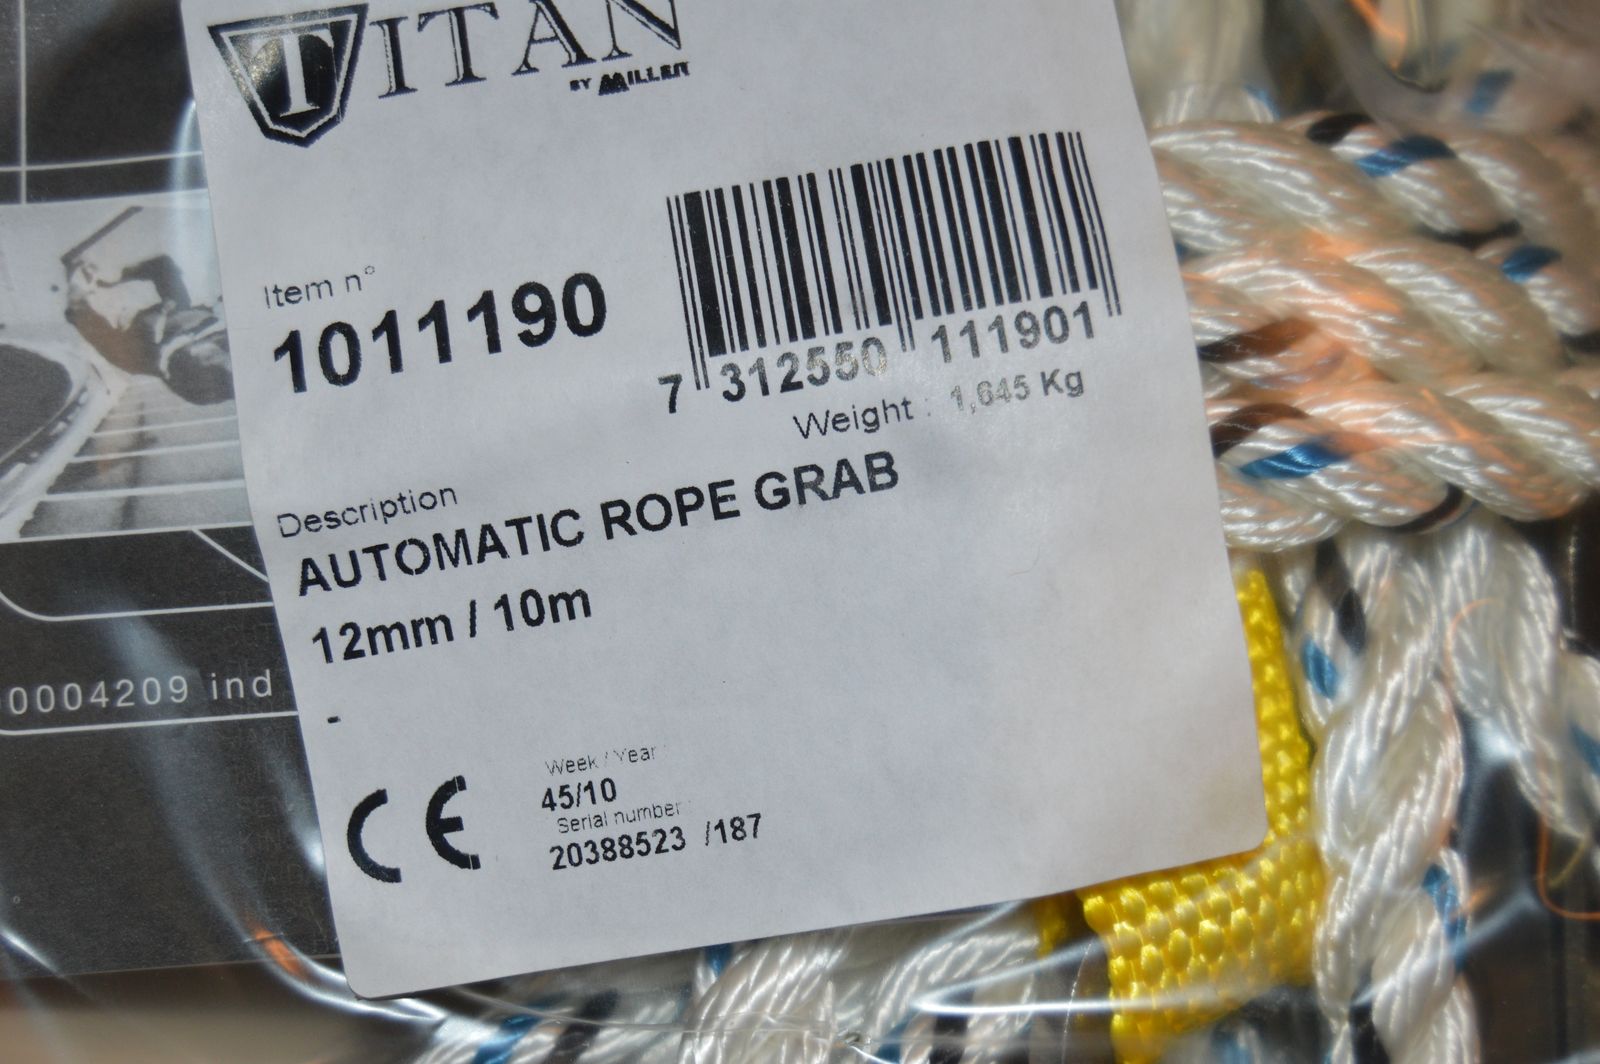 TITAN
BY MILLER
Item n°
1011190
7 312550 111901
Weight : 1,645 Kg
Description
AUTOMATIC ROPE GRAB
12mm / 10m
-
0004209 ind
CE
Week / Year
45/10
Serial number
20388523 /187